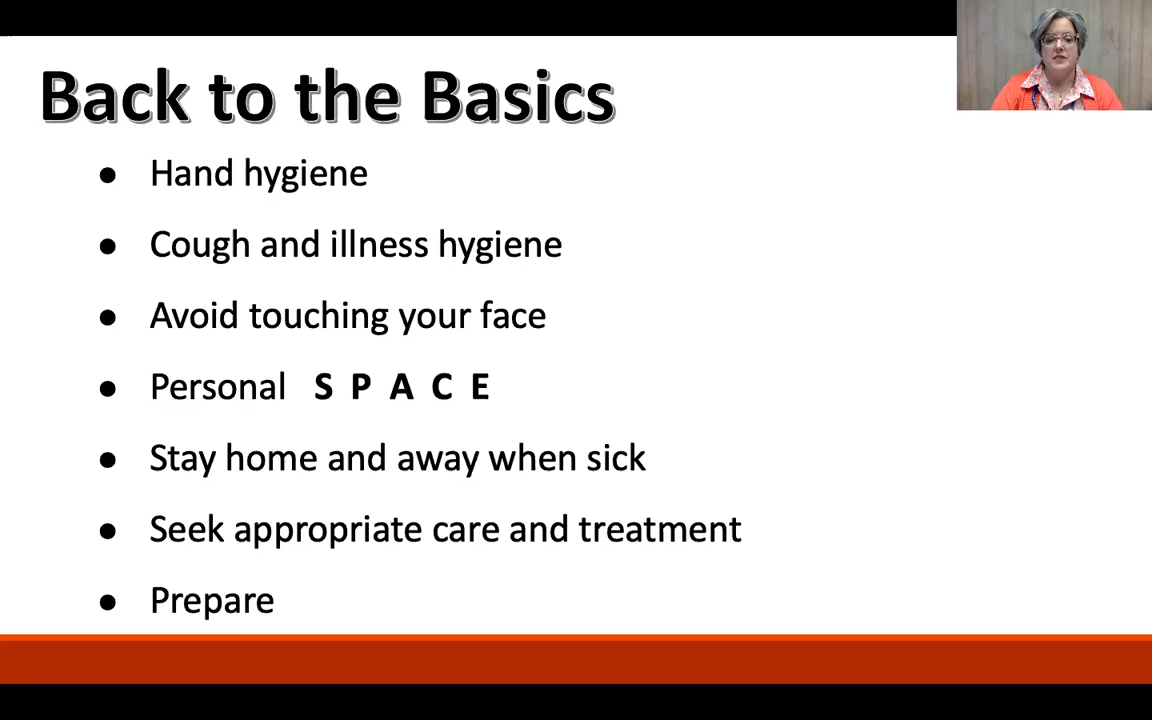 Back to the Basics
● Hand hygiene
● Cough and illness hygiene
● Avoid touching your face
● Personal S P A C E
● Stay home and away when sick
● Seek appropriate care and treatment
● Prepare